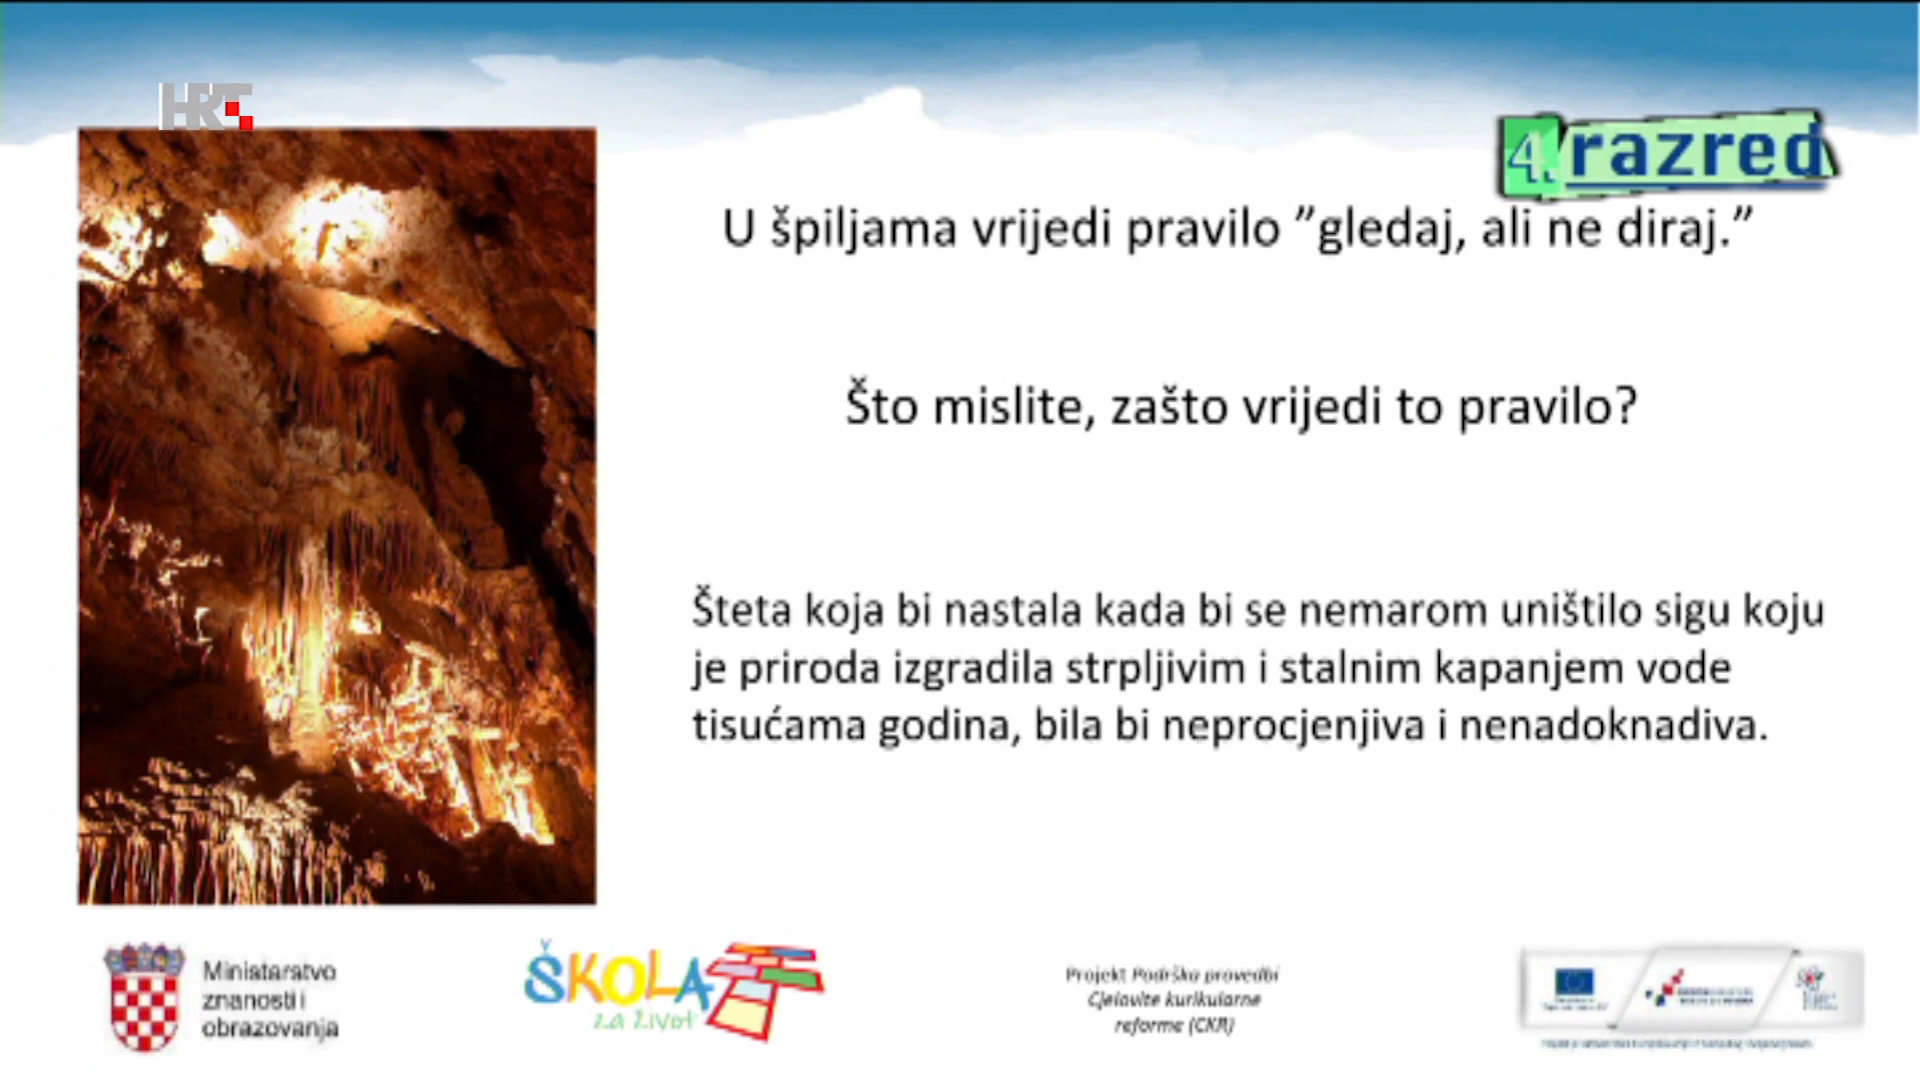 HRT
4. razred
U špiljama vrijedi pravilo ”gledaj, ali ne diraj.”
Što mislite, zašto vrijedi to pravilo?
Šteta koja bi nastala kada bi se nemarom uništilo sigu koju
je priroda izgradila strpljivim i stalnim kapanjem vode
tisućama godina, bila bi neprocjenjiva i nenadoknadiva.
Ministarstvo
znanosti i
obrazovanja
ŠKOLA
za život
Projekt Podrška provedbi
Cjelovite kurikularne
reforme (CKR)